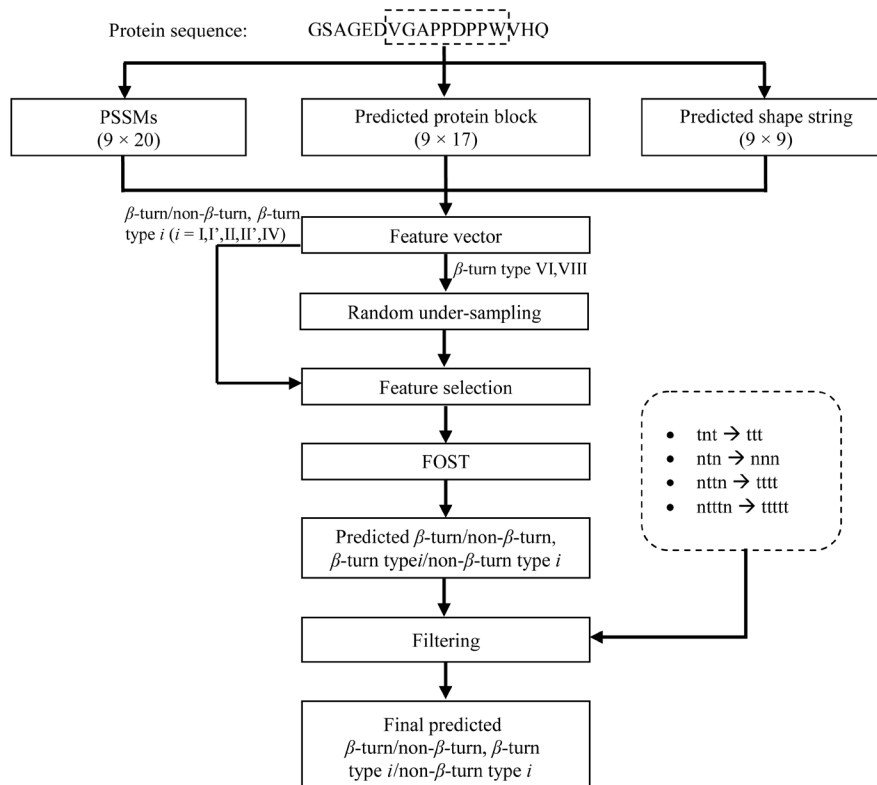 Protein sequence: GSAGEDVGAPPDPPWVHQ
PSSMs
(9 × 20)
Predicted protein block
(9 × 17)
Predicted shape string
(9 × 9)
β-turn/non-β-turn, β-turn
type i (i = I,I’,II,II’,IV)
Feature vector
β-turn type VI,VIII
Random under-sampling
Feature selection
FOST
• tnt → ttt
• ntn → nnn
• nttn → tttt
• ntttn → ttttt
Predicted β-turn/non-β-turn,
β-turn typei/non-β-turn type i
Filtering
Final predicted
β-turn/non-β-turn, β-turn
type i/non-β-turn type i